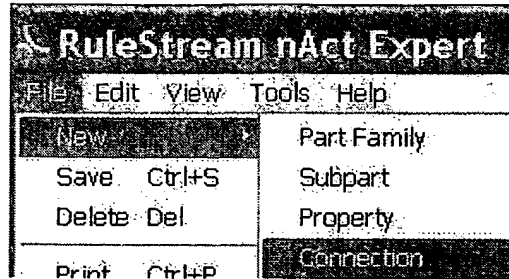 RuleStream nAct Expert
File Edit View Tools Help
New Part Family
Save Ctrl+S Subpart
Delete Del Property
Print Ctrl+P Connection